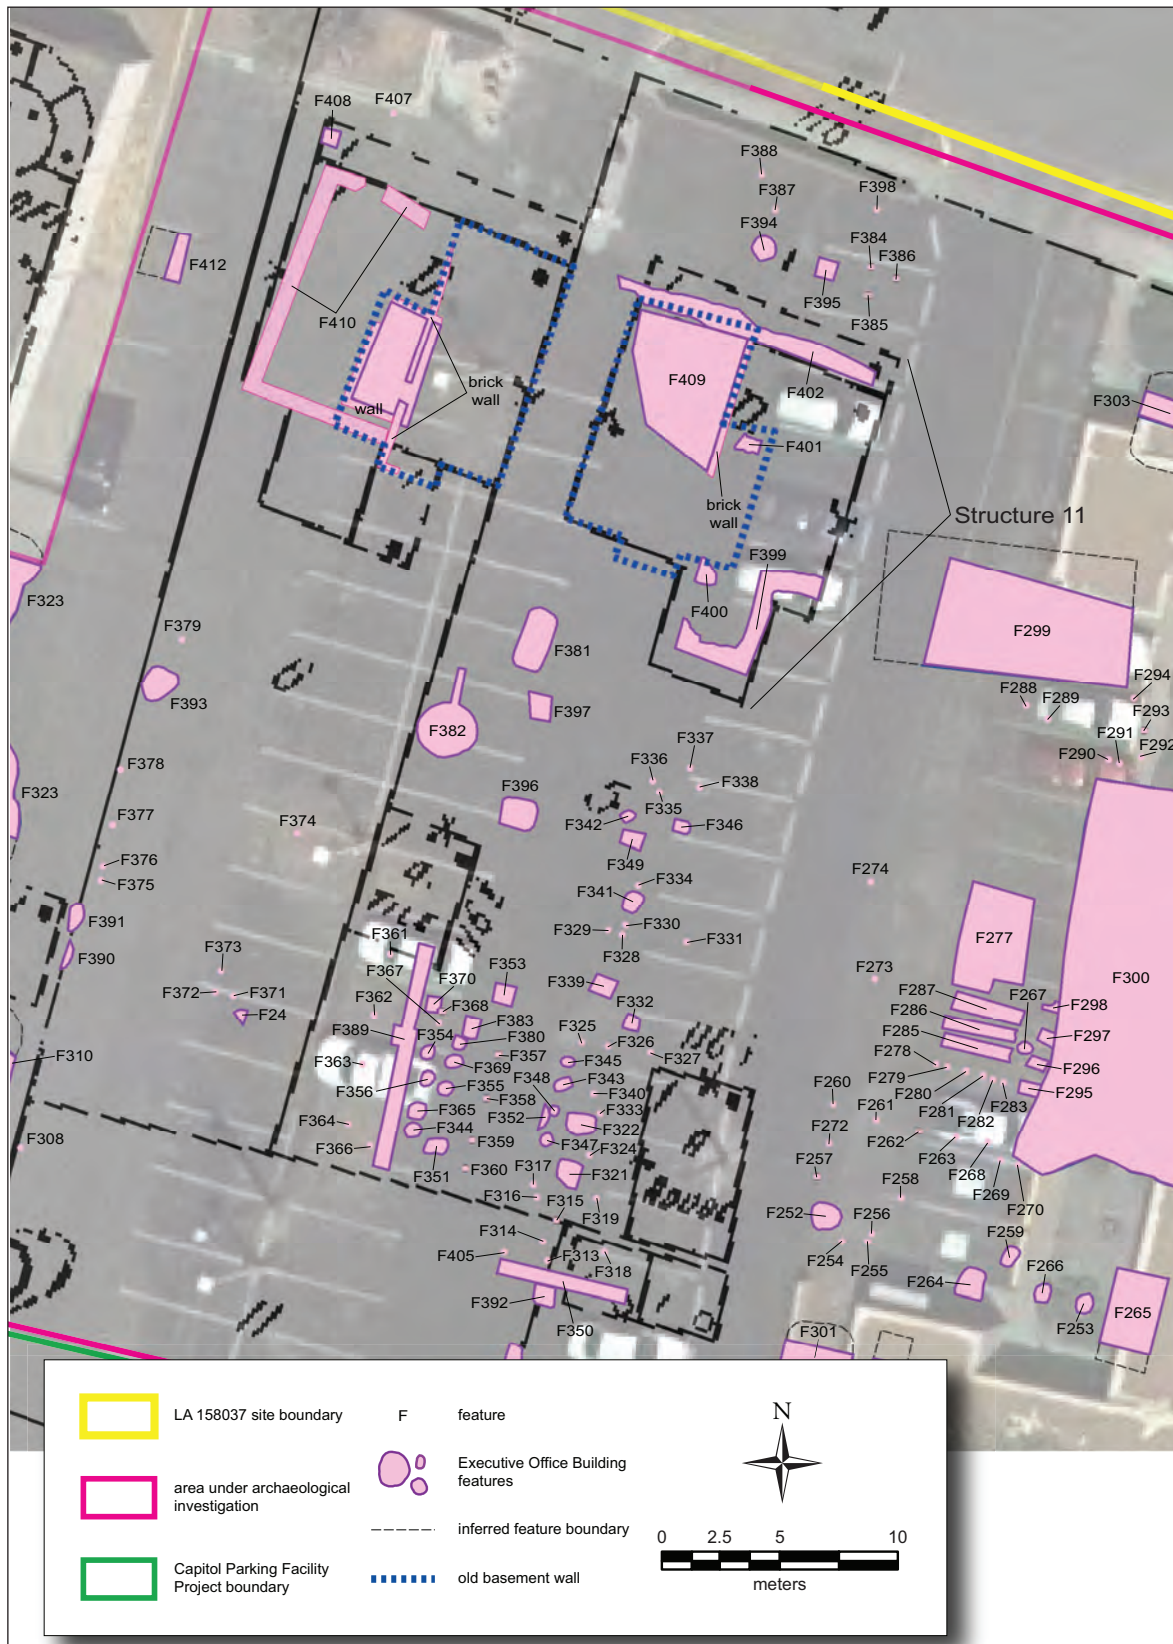 F408
F407
F388
F387
F398
F394
F384
F386
F395
F385
F412
F410
brick
wall
wall
F409
F402
F401
brick
wall
F303
Structure 11
F399
F400
F323
F379
F381
F299
F393
F397
F382
F294
F288
F289
F293
F291
F292
F290
F378
F337
F336
F338
F335
F323
F396
F342
F346
F377
F374
F349
F376
F334
F274
F375
F341
F391
F330
F329
F331
F277
F361
F328
F390
F373
F367
F370
F353
F273
F300
F339
F287
F267
F298
F372
F371
F362
F368
F332
F286
F24
F389
F383
F285
F297
F354
F380
F325
F326
F310
F363
F369
F357
F345
F327
F278
F296
F279
F356
F355
F348
F343
F280
F283
F295
F358
F340
F260
F281
F365
F352
F333
F261
F282
F364
F344
F322
F366
F359
F347
F324
F272
F262
F263
F308
F351
F268
F360
F317
F321
F257
F269
F316
F258
F270
F315
F319
F252
F256
F314
F259
F405
F313
F318
F254
F255
F264
F266
F392
F253
F265
F350
F301
LA 158037 site boundary
area under archaeological
investigation
Capitol Parking Facility
Project boundary
F
feature
Executive Office Building
features
inferred feature boundary
old basement wall
N
0 2.5 5 10
meters